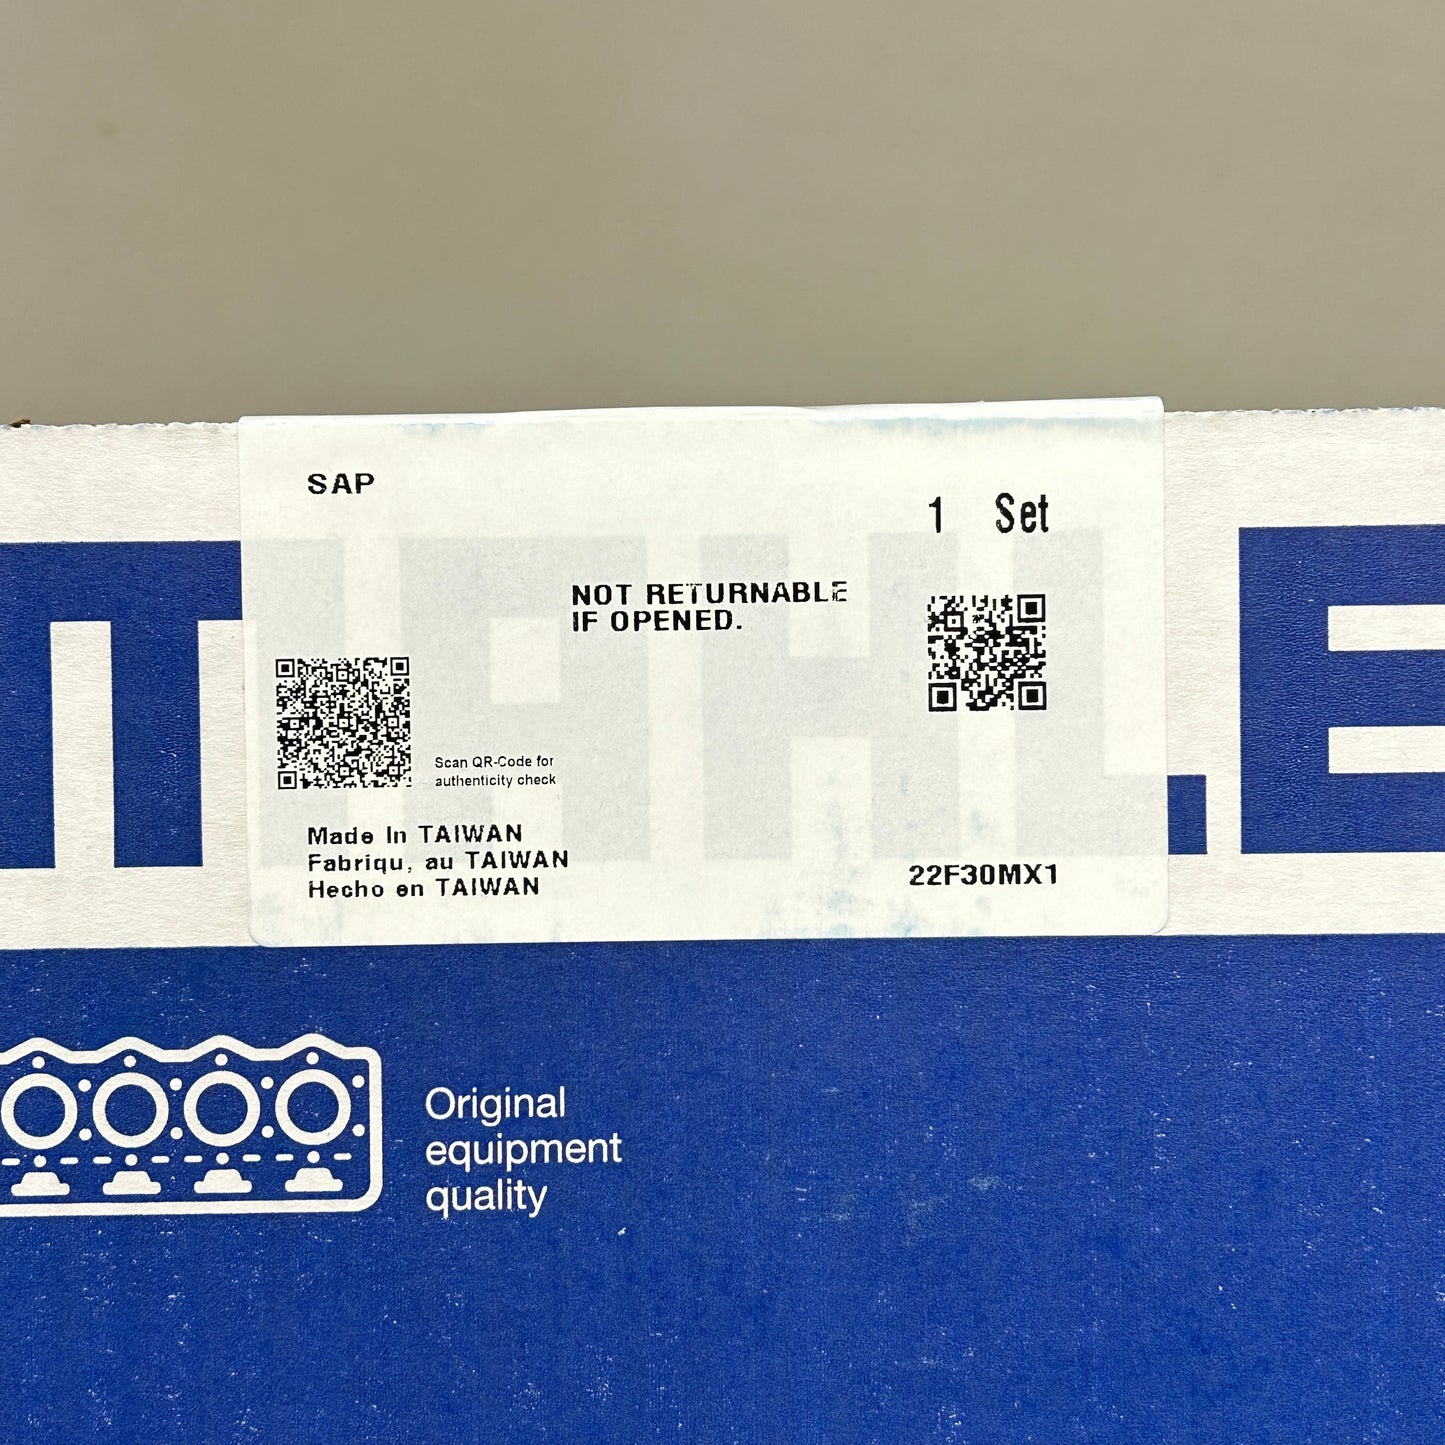 SAP
1 Set
NOT RETURNABLE
IF OPENED.
MAHLE
Scan QR-Code for
authenticity check
Made In TAIWAN
Fabriqu, au TAIWAN
Hecho en TAIWAN
22F30MX1
Original
equipment
quality